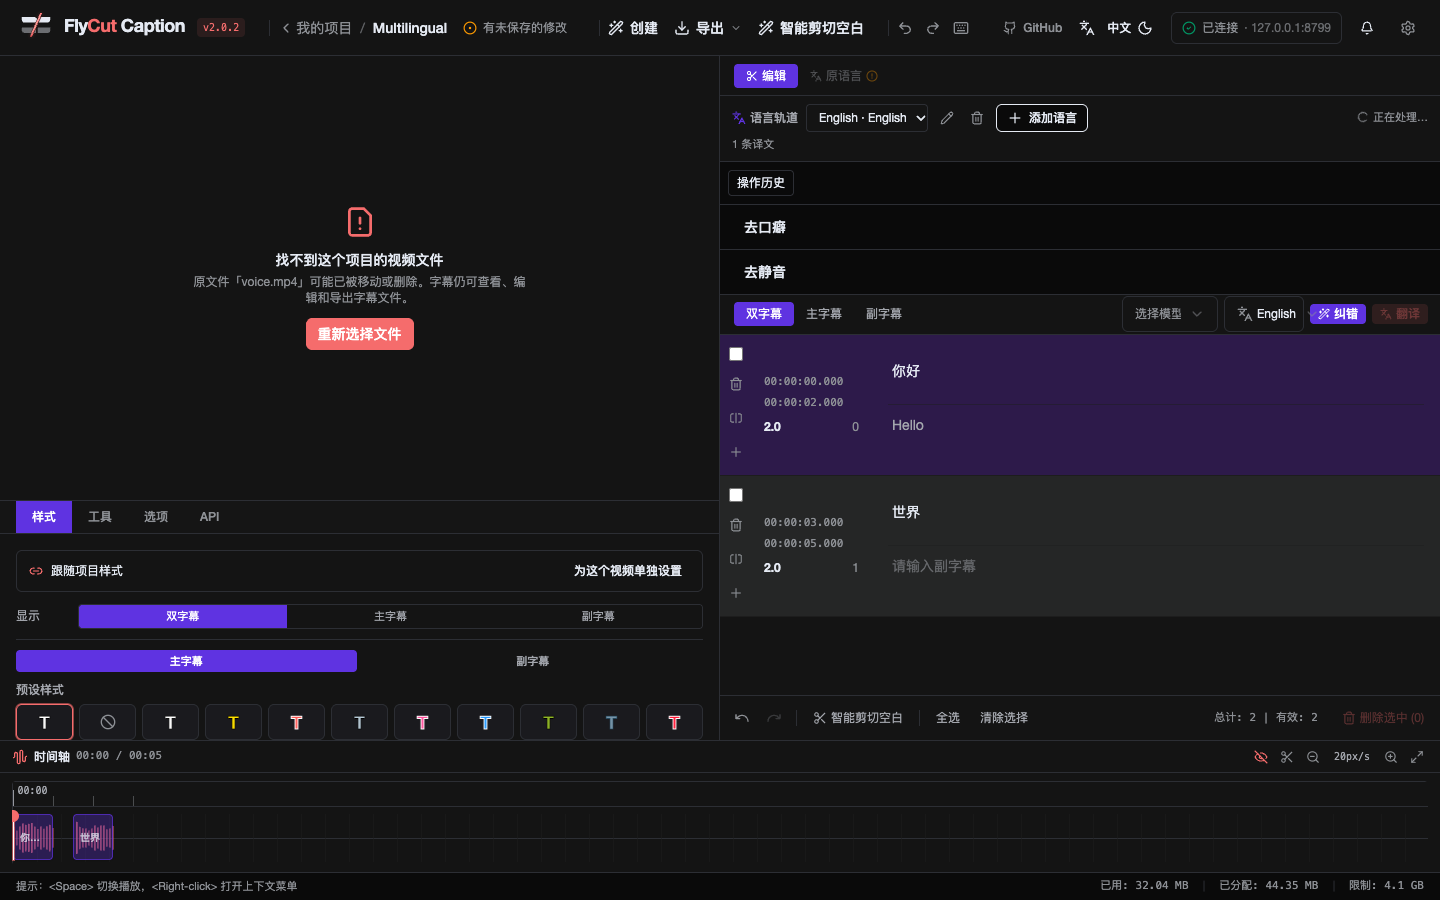 FlyCut Caption v2.0.2 我的项目 / Multilingual 有未保存的修改 创建 导出 智能剪切空白 GitHub 中文 已连接 · 127.0.0.1:8799
找不到这个项目的视频文件
原文件「voice.mp4」可能已被移动或删除。字幕仍可查看、编
辑和导出字幕文件。
重新选择文件
样式 工具 选项 API
跟随项目样式 为这个视频单独设置
显示 双字幕 主字幕 副字幕
主字幕 副字幕
预设样式
T T T T T T T T T T
编辑 原语言
语言轨道 English · English 添加语言 正在处理...
1 条译文
操作历史
去口癖
去静音
双字幕 主字幕 副字幕 选择模型 English 纠错 翻译
你好
00:00:00.000
00:00:02.000
2.0 0 Hello
世界
00:00:03.000
00:00:05.000
2.0 1 请输入副字幕
智能剪切空白 全选 清除选择 总计: 2 | 有效: 2 删除选中 (0)
时间轴 00:00 / 00:05 20px/s
00:00
你... 世界
提示: <Space> 切换播放, <Right-click> 打开上下文菜单 已用: 32.04 MB 已分配: 44.35 MB 限制: 4.1 GB